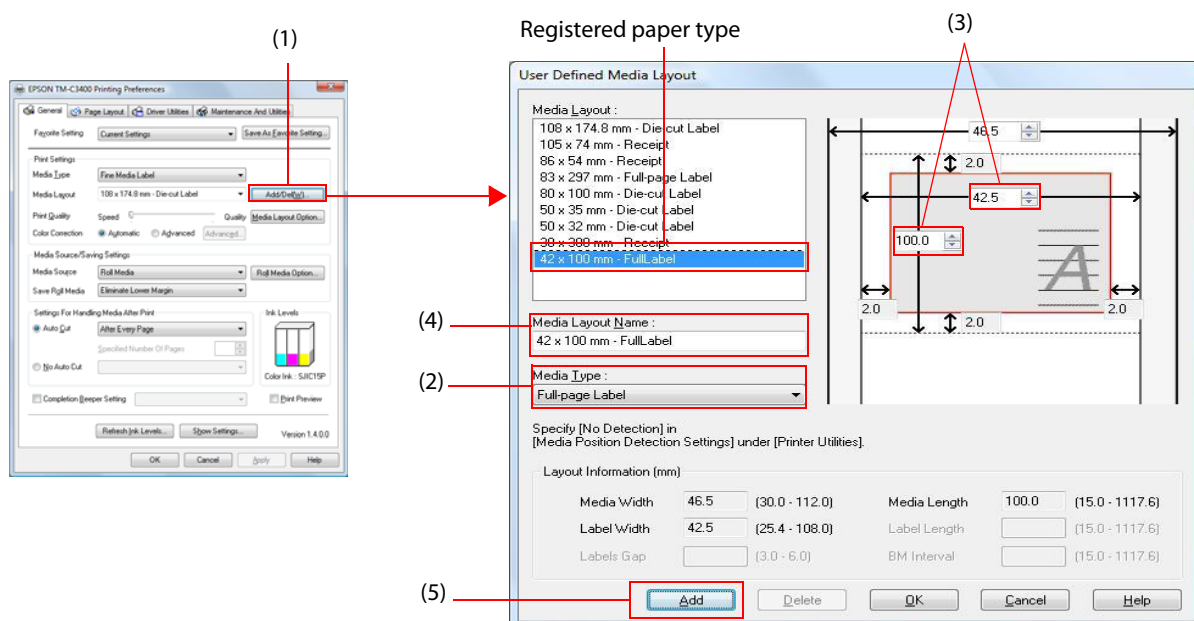 (1)
Registered paper type
(3)
EPSON TM-C3400 Printing Preferences
General Page Layout Driver Utilities Maintenance And Utilities
Favorite Setting Current Settings Save As Favorite Setting...
Print Settings
Media Type Fine Media Label
Media Layout 108 x 174.8 mm - Die-cut Label Add/Del(W)...
Print Quality Speed Quality Media Layout Option...
Color Correction Automatic Advanced Advanced...
Media Source/Saving Settings
Media Source Roll Media Roll Media Option...
Save Roll Media Eliminate Lower Margin
Settings For Handling Media After Print Ink Levels
Auto Cut After Every Page
Specified Number Of Pages
No Auto Cut
Color Ink : SJIC15P
Completion Beeper Setting Print Preview
Refresh Ink Levels... Show Settings... Version 1.4.0.0
OK Cancel Apply Help
User Defined Media Layout
Media Layout :
108 x 174.8 mm - Die-cut Label
105 x 74 mm - Receipt
86 x 54 mm - Receipt
83 x 297 mm - Full-page Label
80 x 100 mm - Die-cut Label
50 x 35 mm - Die-cut Label
50 x 32 mm - Die-cut Label
42 x 100 mm - FullLabel
46.5
2.0
42.5
100.0
A
2.0 2.0
2.0
(4)
Media Layout Name :
42 x 100 mm - FullLabel
(2)
Media Type :
Full-page Label
Specify [No Detection] in
[Media Position Detection Settings] under [Printer Utilities].
Layout Information (mm)
Media Width 46.5 (30.0 - 112.0) Media Length 100.0 (15.0 - 1117.6)
Label Width 42.5 (25.4 - 108.0) Label Length (15.0 - 1117.6)
Labels Gap (3.0 - 6.0) BM Interval (15.0 - 1117.6)
(5)
Add Delete OK Cancel Help